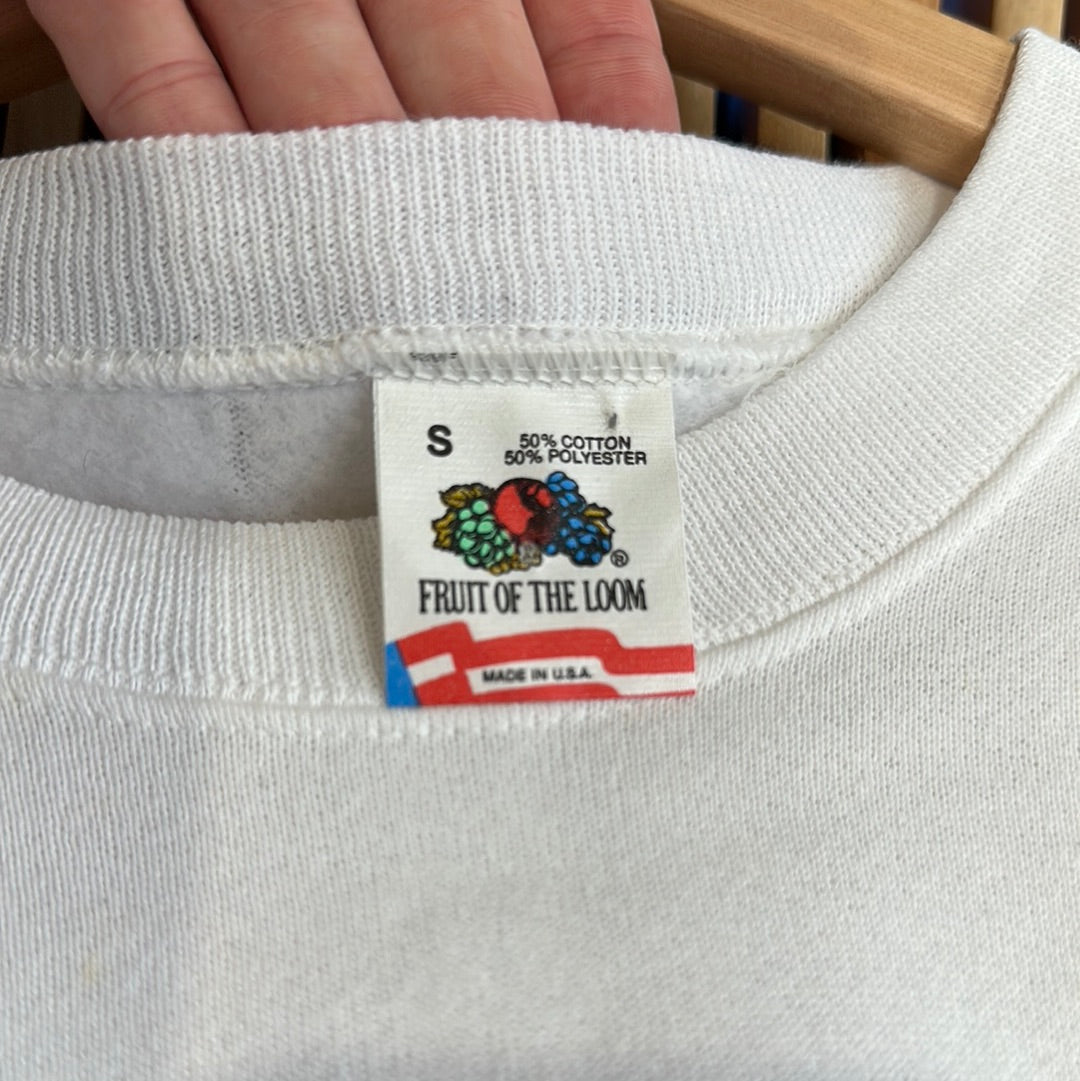 S
50% COTTON
50% POLYESTER
®
FRUIT OF THE LOOM
MADE IN U.S.A.